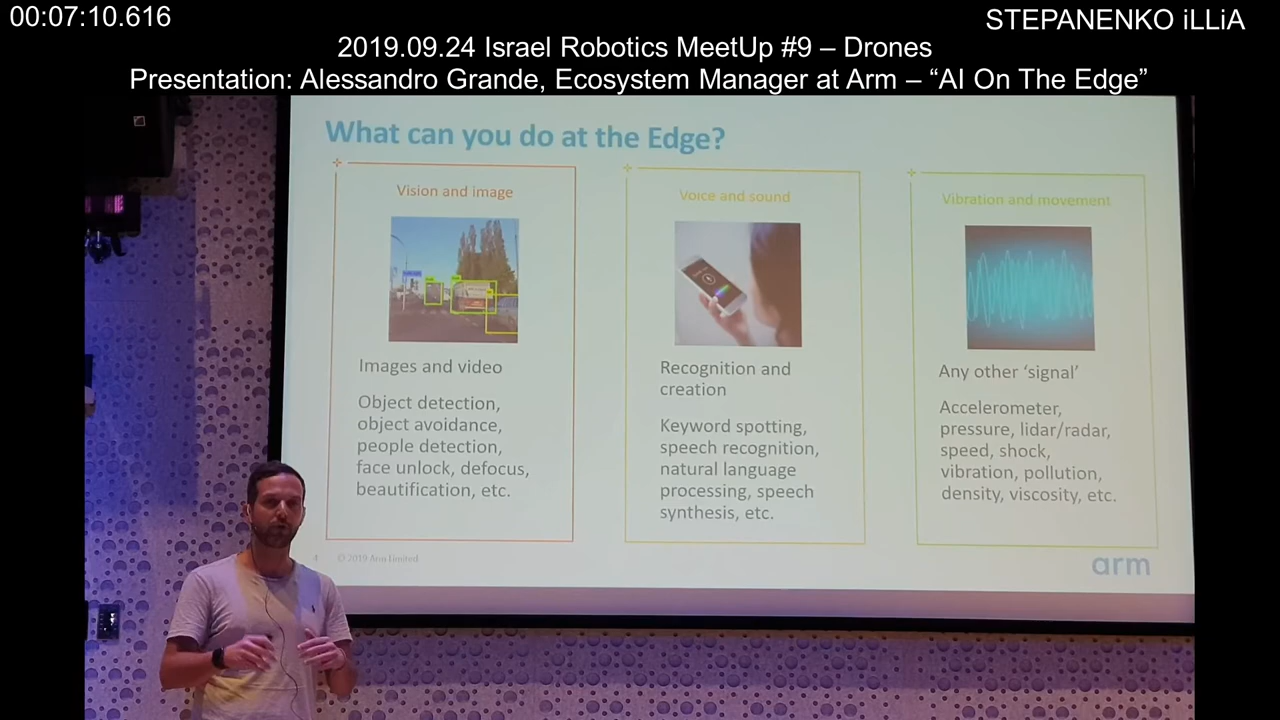 00:07:10.616
STEPANENKO iLLiA
2019.09.24 Israel Robotics MeetUp #9 – Drones
Presentation: Alessandro Grande, Ecosystem Manager at Arm – “AI On The Edge”
What can you do at the Edge?
Vision and image
Images and video
Object detection,
object avoidance,
people detection,
face unlock, defocus,
beautification, etc.
Voice and sound
Recognition and
creation
Keyword spotting,
speech recognition,
natural language
processing, speech
synthesis, etc.
Vibration and movement
Any other ‘signal’
Accelerometer,
pressure, lidar/radar,
speed, shock,
vibration, pollution,
density, viscosity, etc.
4 © 2019 Arm Limited
arm